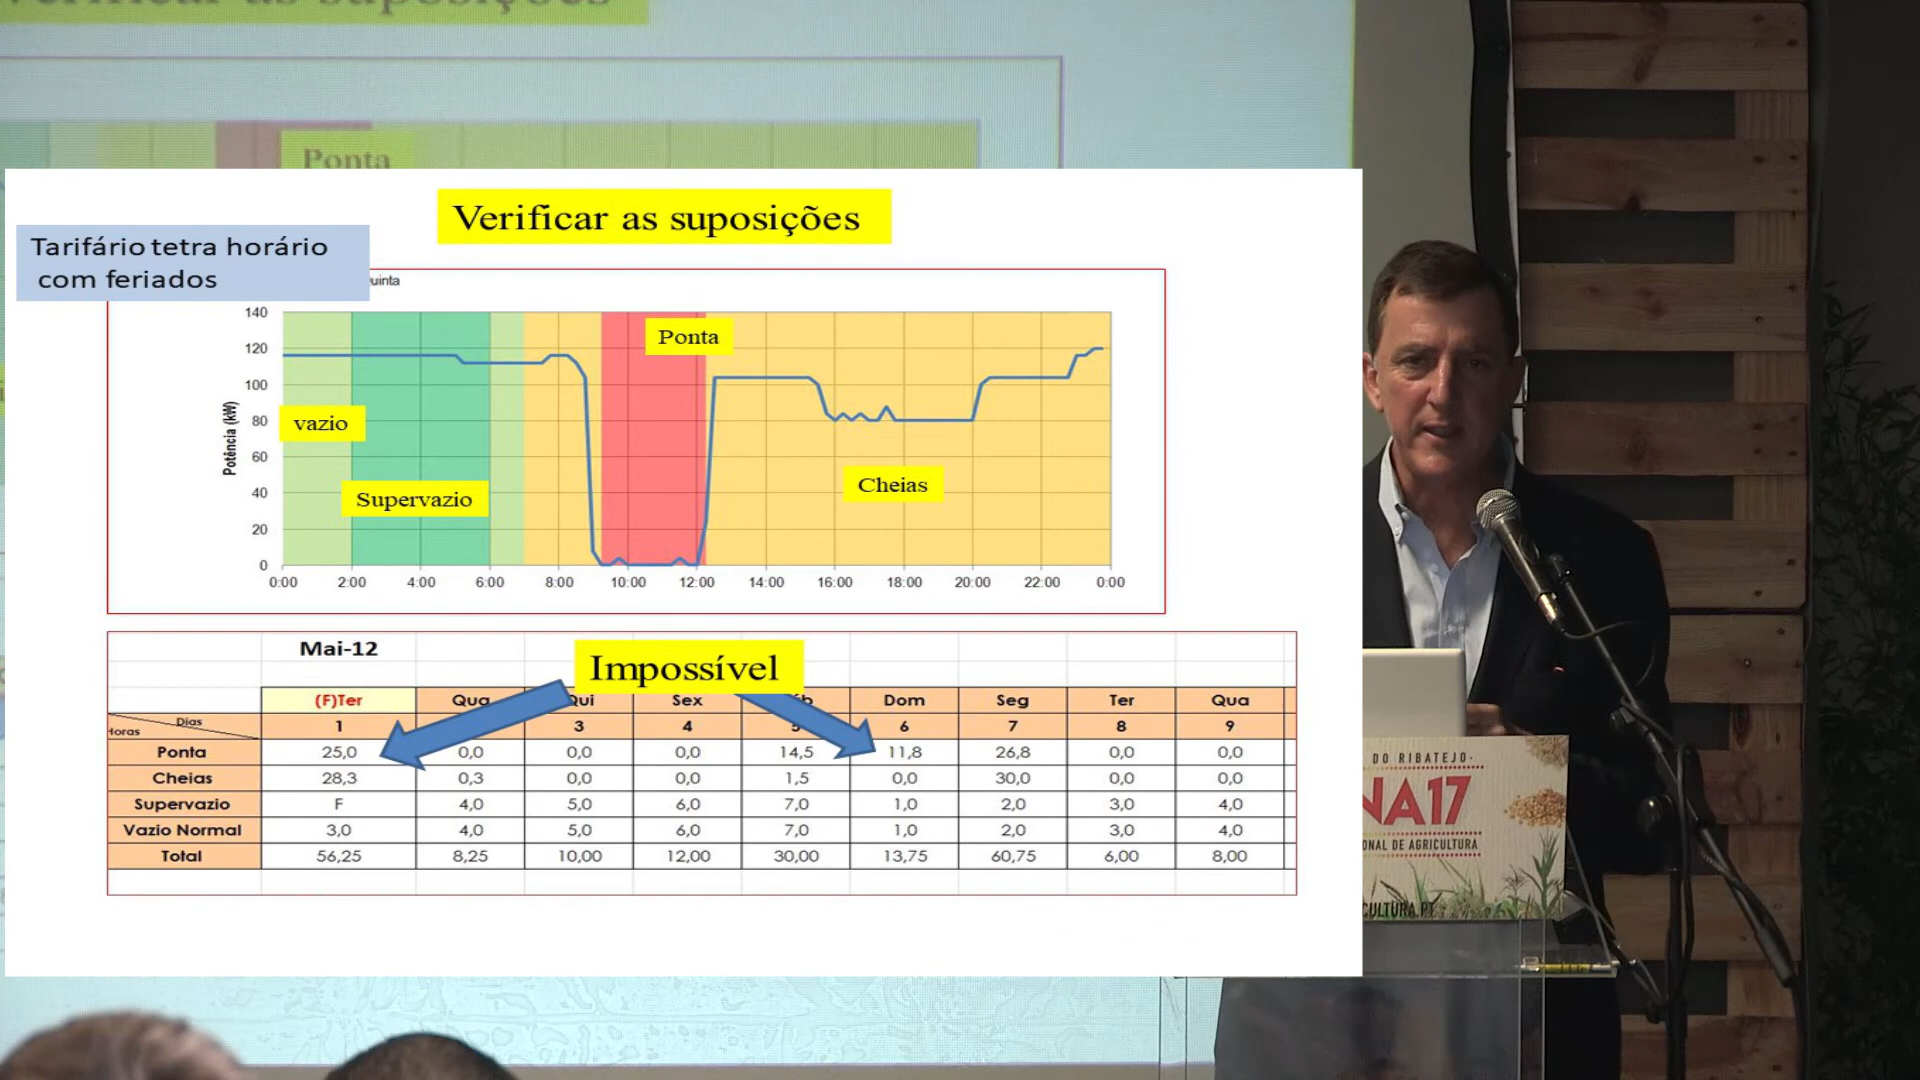 Verificar as suposições
Ponta
Verificar as suposições
Tarifário tetra horário
com feriados
uinta
Potência (kW)
140
120
100
80
60
40
20
0
Ponta
vazio
Supervazio
Cheias
0:00 2:00 4:00 6:00 8:00 10:00 12:00 14:00 16:00 18:00 20:00 22:00 0:00
Mai-12
Impossível
(F)Ter Qua Qui Sex b Dom Seg Ter Qua
Dias
Horas
1 3 4 5 6 7 8 9
Ponta 25,0 0,0 0,0 0,0 14,5 11,8 26,8 0,0 0,0
Cheias 28,3 0,3 0,0 0,0 1,5 0,0 30,0 0,0 0,0
Supervazio F 4,0 5,0 6,0 7,0 1,0 2,0 3,0 4,0
Vazio Normal 3,0 4,0 5,0 6,0 7,0 1,0 2,0 3,0 4,0
Total 56,25 8,25 10,00 12,00 30,00 13,75 60,75 6,00 8,00
DO RIBATEJO
NA17
ONAL DE AGRICULTURA
CULTURA.PT